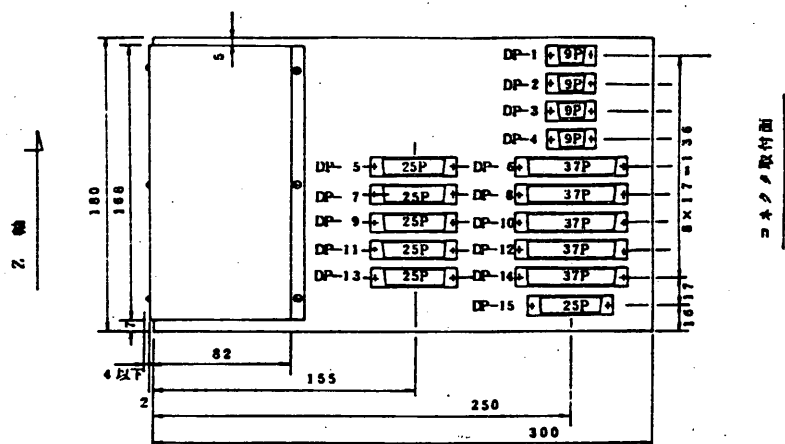 5
DP-1 9P
DP-2 9P
DP-3 9P
DP-4 9P
DP-5 25P DP-6 37P
DP-7 25P DP-8 37P
DP-9 25P DP-10 37P
DP-11 25P DP-12 37P
DP-13 25P DP-14 37P
DP-15 25P
8×17=136
17
16
コネクタ取付面
Z 軸
180
168
7
4以下
2
82
155
250
300